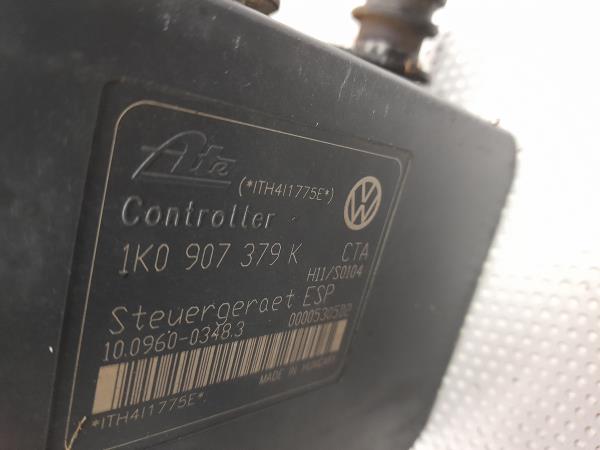 Ate
(*ITH4I1775E*)
Controller
1K0 907 379 K CTA
H11/S0104
Steuergeraet ESP
10.0960-0348.3 0000530502
MADE IN HUNGARY
*ITH4I1775E*